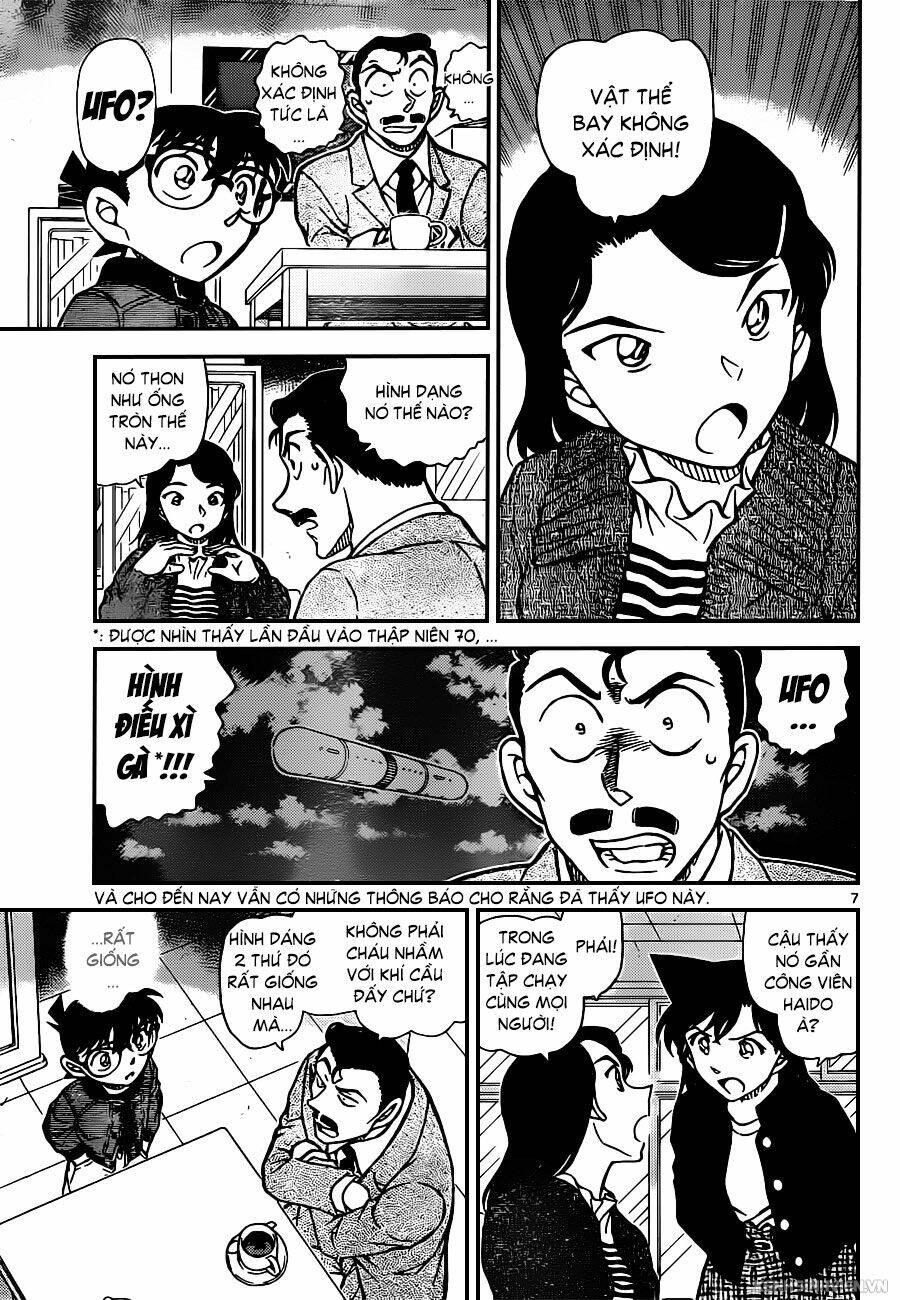 VẬT THỂ
BAY KHÔNG
XÁC ĐỊNH!
KHÔNG
...
KHÔNG
XÁC ĐỊNH
TỨC LÀ
...
UFO?
HÌNH DẠNG
NÓ THẾ NÀO?
NÓ THON
NHƯ ỐNG
TRÒN THẾ
NÀY...
*: ĐƯỢC NHÌN THẤY LẦN ĐẦU VÀO THẬP NIÊN 70, ...
UFO
...
HÌNH
ĐIẾU XÌ
GÀ *!!!
VÀ CHO ĐẾN NAY VẪN CÓ NHỮNG THÔNG BÁO CHO RẰNG ĐÃ THẤY UFO NÀY.
7
CẬU THẤY
NÓ GẦN
CÔNG VIÊN
HAIDO
À?
PHẢI!
TRONG
LÚC ĐANG
TẬP CHẠY
CÙNG MỌI
NGƯỜI!
KHÔNG PHẢI
CHÁU NHẦM
VỚI KHÍ CẦU
ĐẤY CHỨ?
HÌNH DÁNG
2 THỨ ĐÓ
RẤT GIỐNG
NHAU
MÀ...
...RẤT
GIỐNG
...